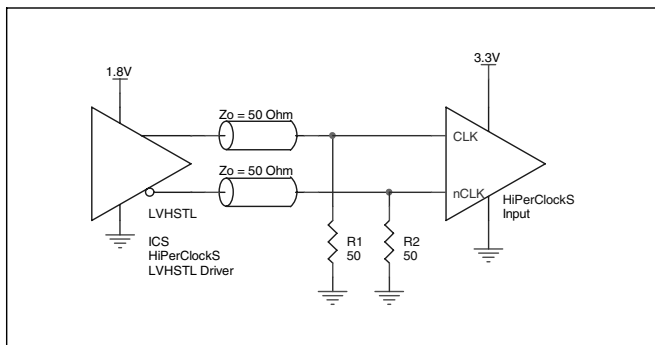 1.8V
3.3V
Zo = 50 Ohm
CLK
Zo = 50 Ohm
nCLK
HiPerClockS
Input
LVHSTL
ICS
HiPerClockS
LVHSTL Driver
R1
50
R2
50